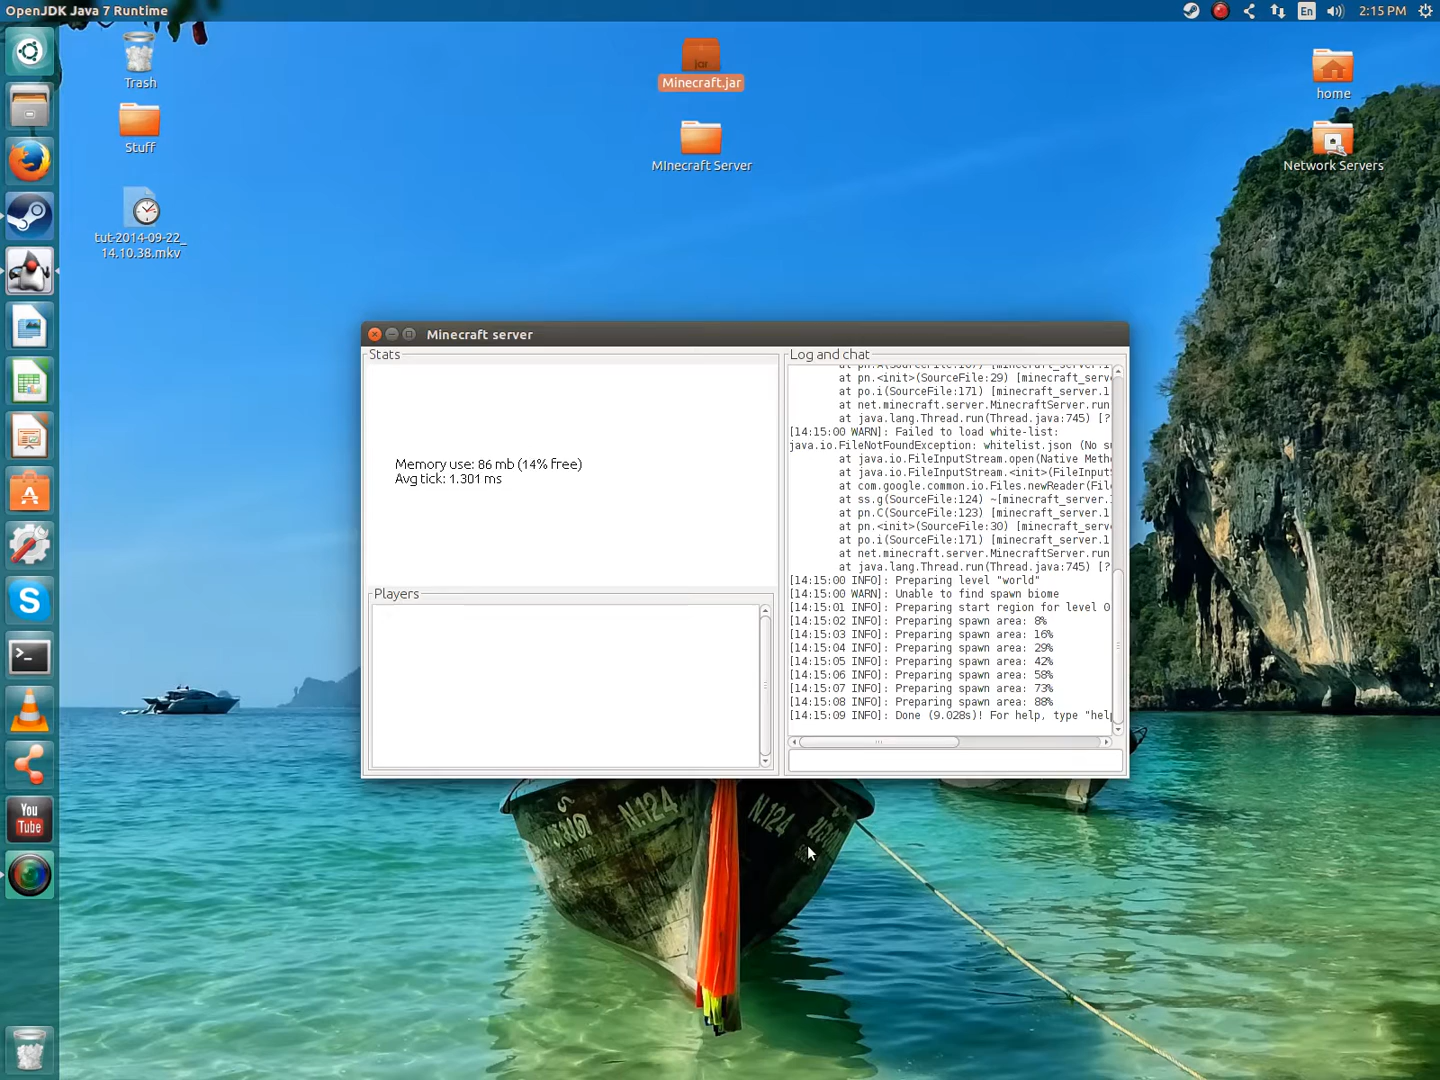 OpenJDK Java 7 Runtime
En
2:15 PM
Trash
Stuff
tut-2014-09-22_
14.10.38.mkv
jar
Minecraft.jar
MInecraft Server
home
Network Servers
Minecraft server
Stats
Memory use: 86 mb (14% free)
Avg tick: 1.301 ms
Players
Log and chat
at pn.<init>(SourceFile:29) [minecraft_serve
at po.i(SourceFile:171) [minecraft_server.1
at net.minecraft.server.MinecraftServer.run
at java.lang.Thread.run(Thread.java:745) [?
[14:15:00 WARN]: Failed to load white-list:
java.io.FileNotFoundException: whitelist.json (No su
at java.io.FileInputStream.open(Native Meth
at java.io.FileInputStream.<init>(FileInput
at com.google.common.io.Files.newReader(Fil
at ss.g(SourceFile:124) ~[minecraft_server.
at pn.C(SourceFile:123) [minecraft_server.1
at pn.<init>(SourceFile:30) [minecraft_serve
at po.i(SourceFile:171) [minecraft_server.1
at net.minecraft.server.MinecraftServer.run
at java.lang.Thread.run(Thread.java:745) [?
[14:15:00 INFO]: Preparing level "world"
[14:15:00 WARN]: Unable to find spawn biome
[14:15:01 INFO]: Preparing start region for level 0
[14:15:02 INFO]: Preparing spawn area: 8%
[14:15:03 INFO]: Preparing spawn area: 16%
[14:15:04 INFO]: Preparing spawn area: 29%
[14:15:05 INFO]: Preparing spawn area: 42%
[14:15:06 INFO]: Preparing spawn area: 58%
[14:15:07 INFO]: Preparing spawn area: 73%
[14:15:08 INFO]: Preparing spawn area: 88%
[14:15:09 INFO]: Done (9.028s)! For help, type "help
You
Tube
N.124
N.124